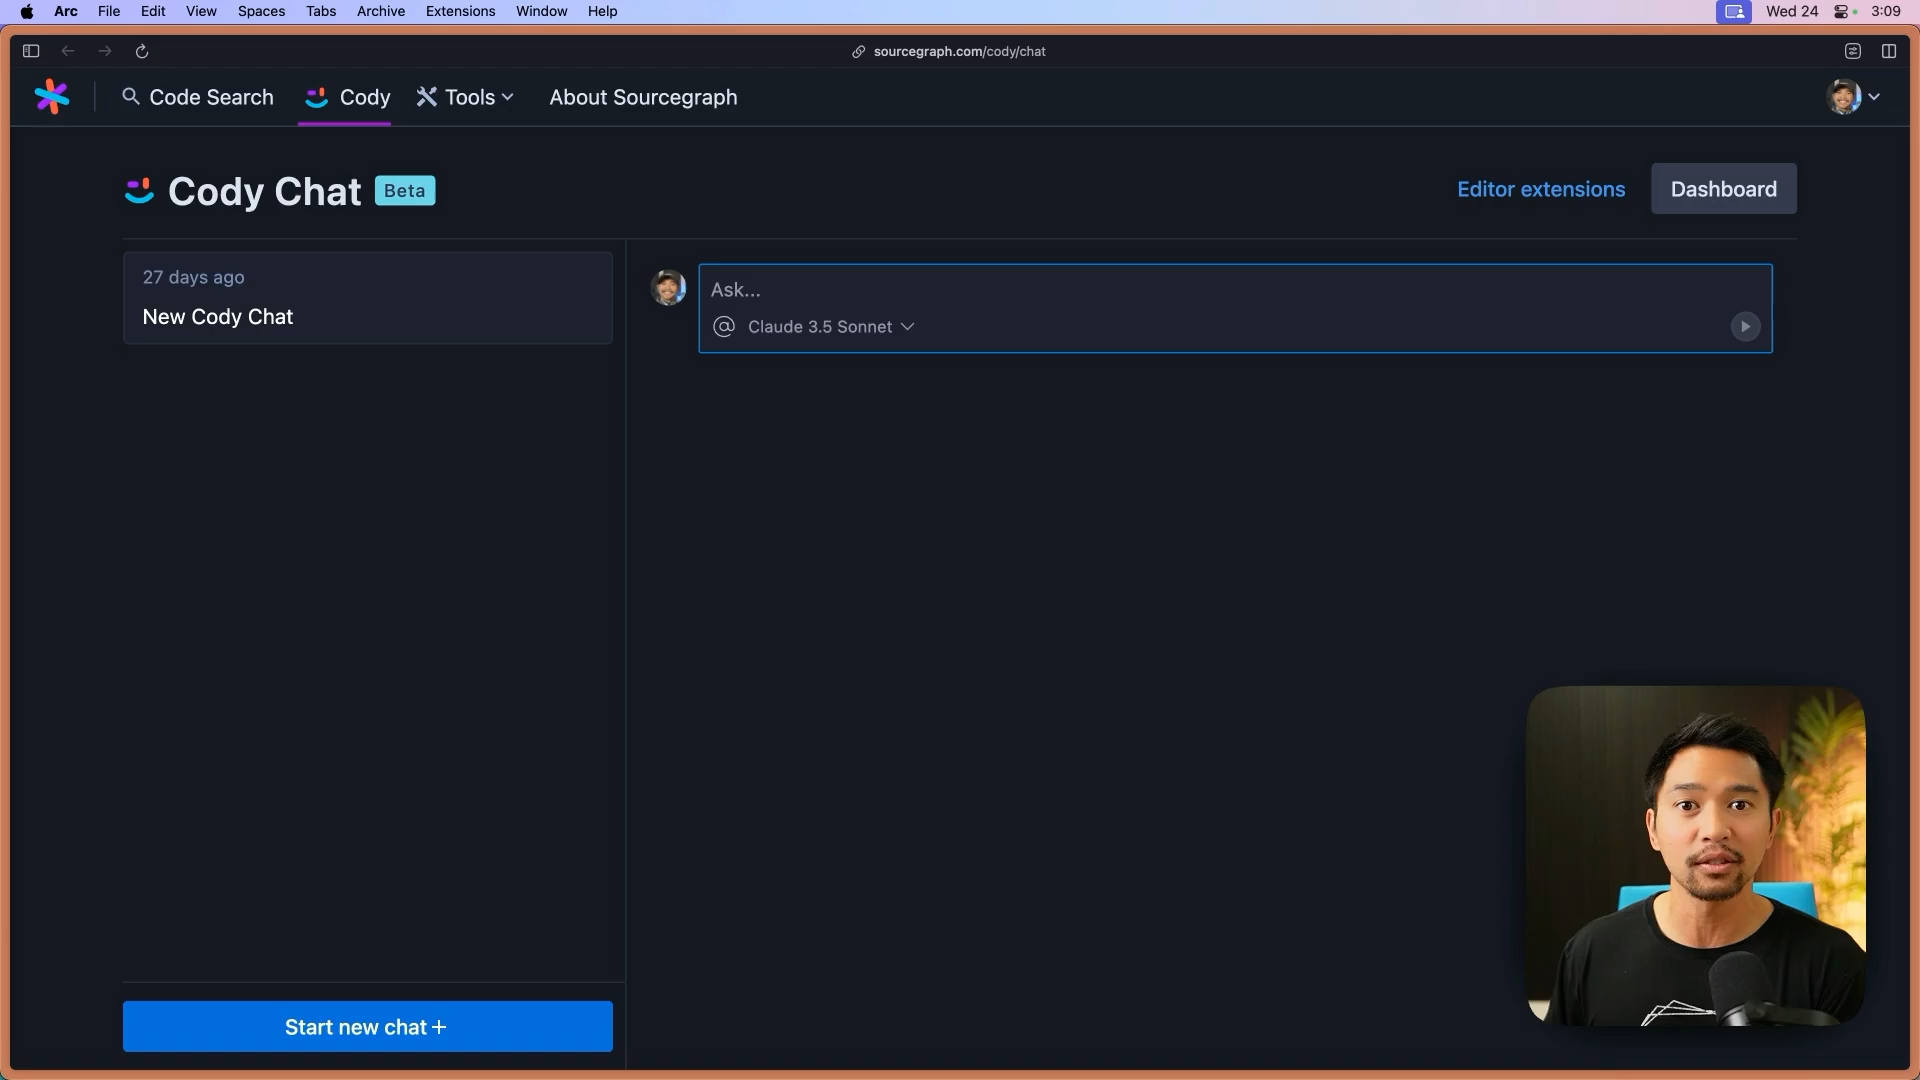 Arc File Edit View Spaces Tabs Archive Extensions Window Help Wed 24 3:09
sourcegraph.com/cody/chat
Code Search Cody Tools About Sourcegraph
Cody Chat Beta Editor extensions Dashboard
27 days ago
New Cody Chat
Ask...
@ Claude 3.5 Sonnet
Start new chat+